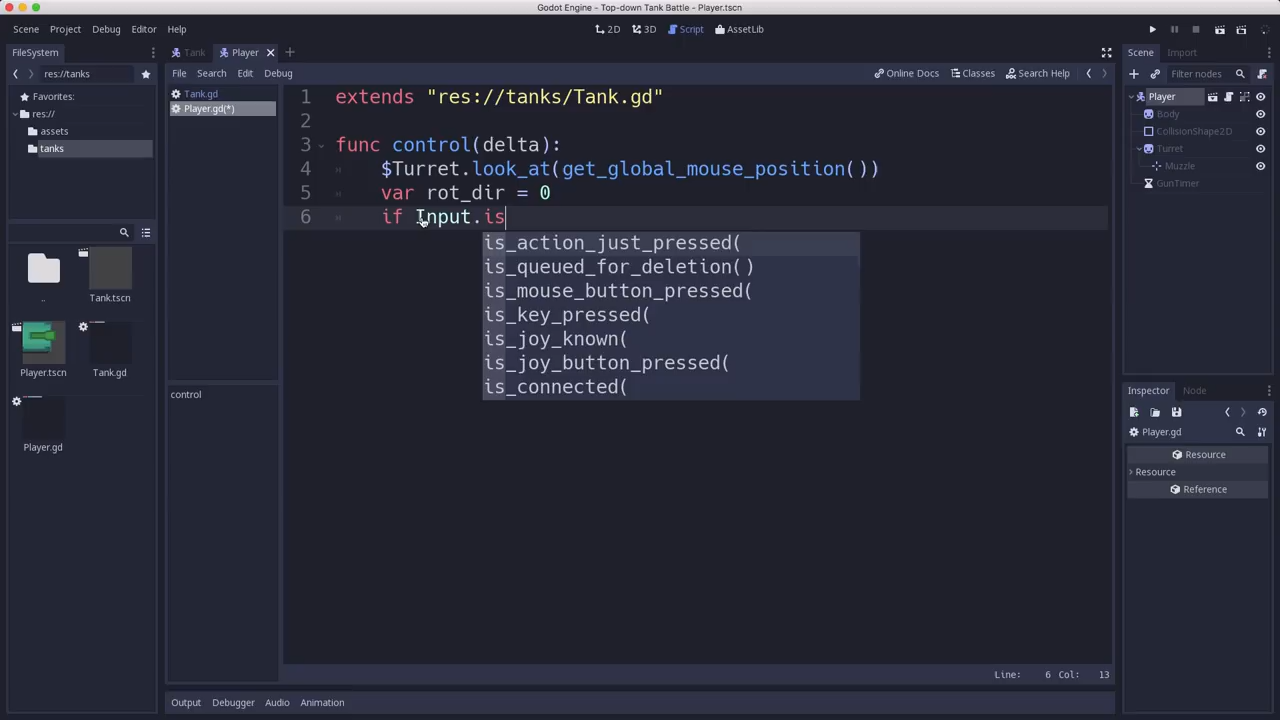 Godot Engine - Top-down Tank Battle - Player.tscn
Scene Project Debug Editor Help
2D 3D Script AssetLib
FileSystem
Tank Player
Scene Import
res://tanks
File Search Edit Debug
Online Docs Classes Search Help
Filter nodes
Favorites:
res://
assets
tanks
Tank.gd
Player.gd(*)
1 extends "res://tanks/Tank.gd"
2
3 func control(delta):
4 $Turret.look_at(get_global_mouse_position())
5 var rot_dir = 0
6 if Input.is
is_action_just_pressed(
is_queued_for_deletion()
is_mouse_button_pressed(
is_key_pressed(
is_joy_known(
is_joy_button_pressed(
is_connected(
Player
Body
CollisionShape2D
Turret
Muzzle
GunTimer
..
Tank.tscn
Player.tscn
Tank.gd
Player.gd
control
Inspector Node
Player.gd
Resource
Resource
Reference
Line: 6 Col: 13
Output Debugger Audio Animation